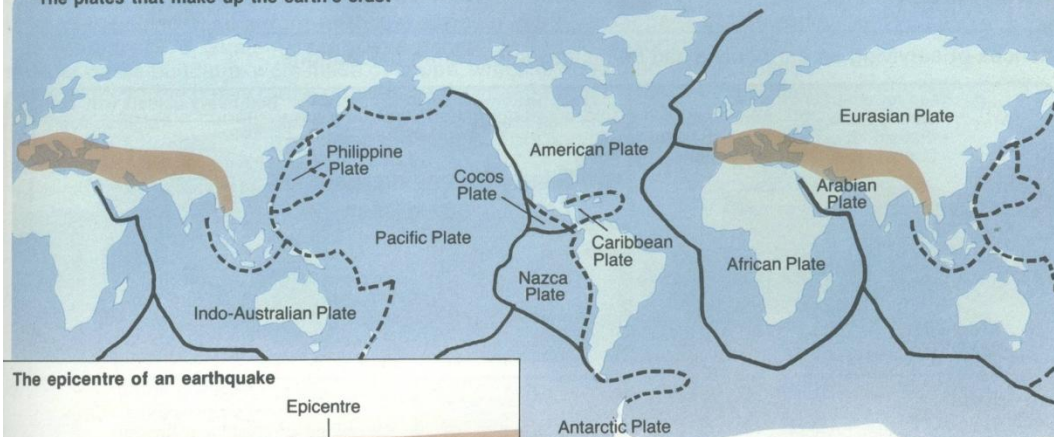 The plates that make up the earth's crust
Eurasian Plate
Philippine
Plate
American Plate
Cocos
Plate
Arabian
Plate
Pacific Plate
Caribbean
Plate
African Plate
Nazca
Plate
Indo-Australian Plate
The epicentre of an earthquake
Epicentre
Antarctic Plate